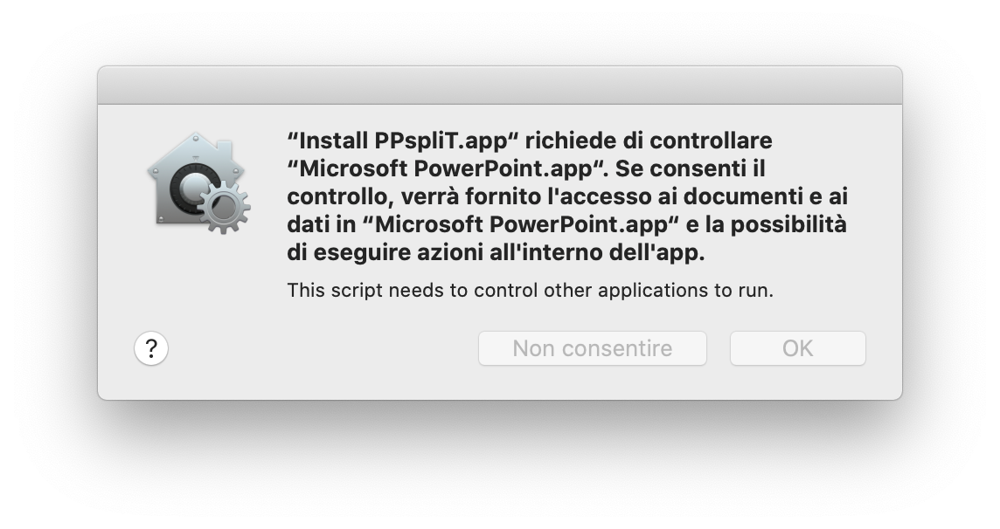 “Install PPspliT.app“ richiede di controllare
“Microsoft PowerPoint.app“. Se consenti il
controllo, verrà fornito l'accesso ai documenti e ai
dati in “Microsoft PowerPoint.app“ e la possibilità
di eseguire azioni all'interno dell'app.
This script needs to control other applications to run.
?
Non consentire
OK